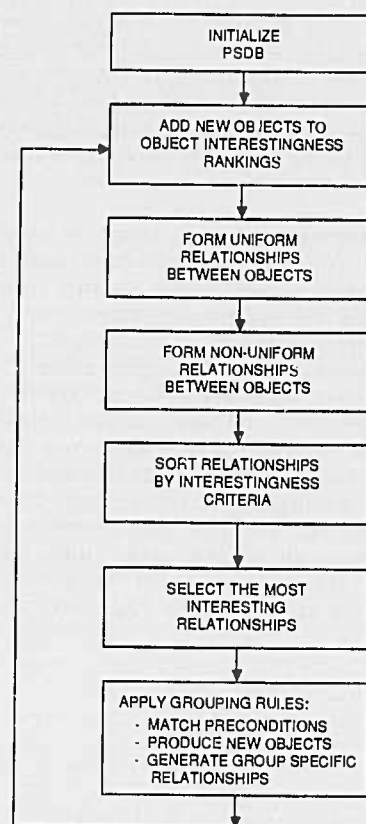 INITIALIZE
PSDB
ADD NEW OBJECTS TO
OBJECT INTERESTINGNESS
RANKINGS
FORM UNIFORM
RELATIONSHIPS
BETWEEN OBJECTS
FORM NON-UNIFORM
RELATIONSHIPS
BETWEEN OBJECTS
SORT RELATIONSHIPS
BY INTERESTINGNESS
CRITERIA
SELECT THE MOST
INTERESTING
RELATIONSHIPS
APPLY GROUPING RULES:
- MATCH PRECONDITIONS
- PRODUCE NEW OBJECTS
- GENERATE GROUP SPECIFIC
RELATIONSHIPS